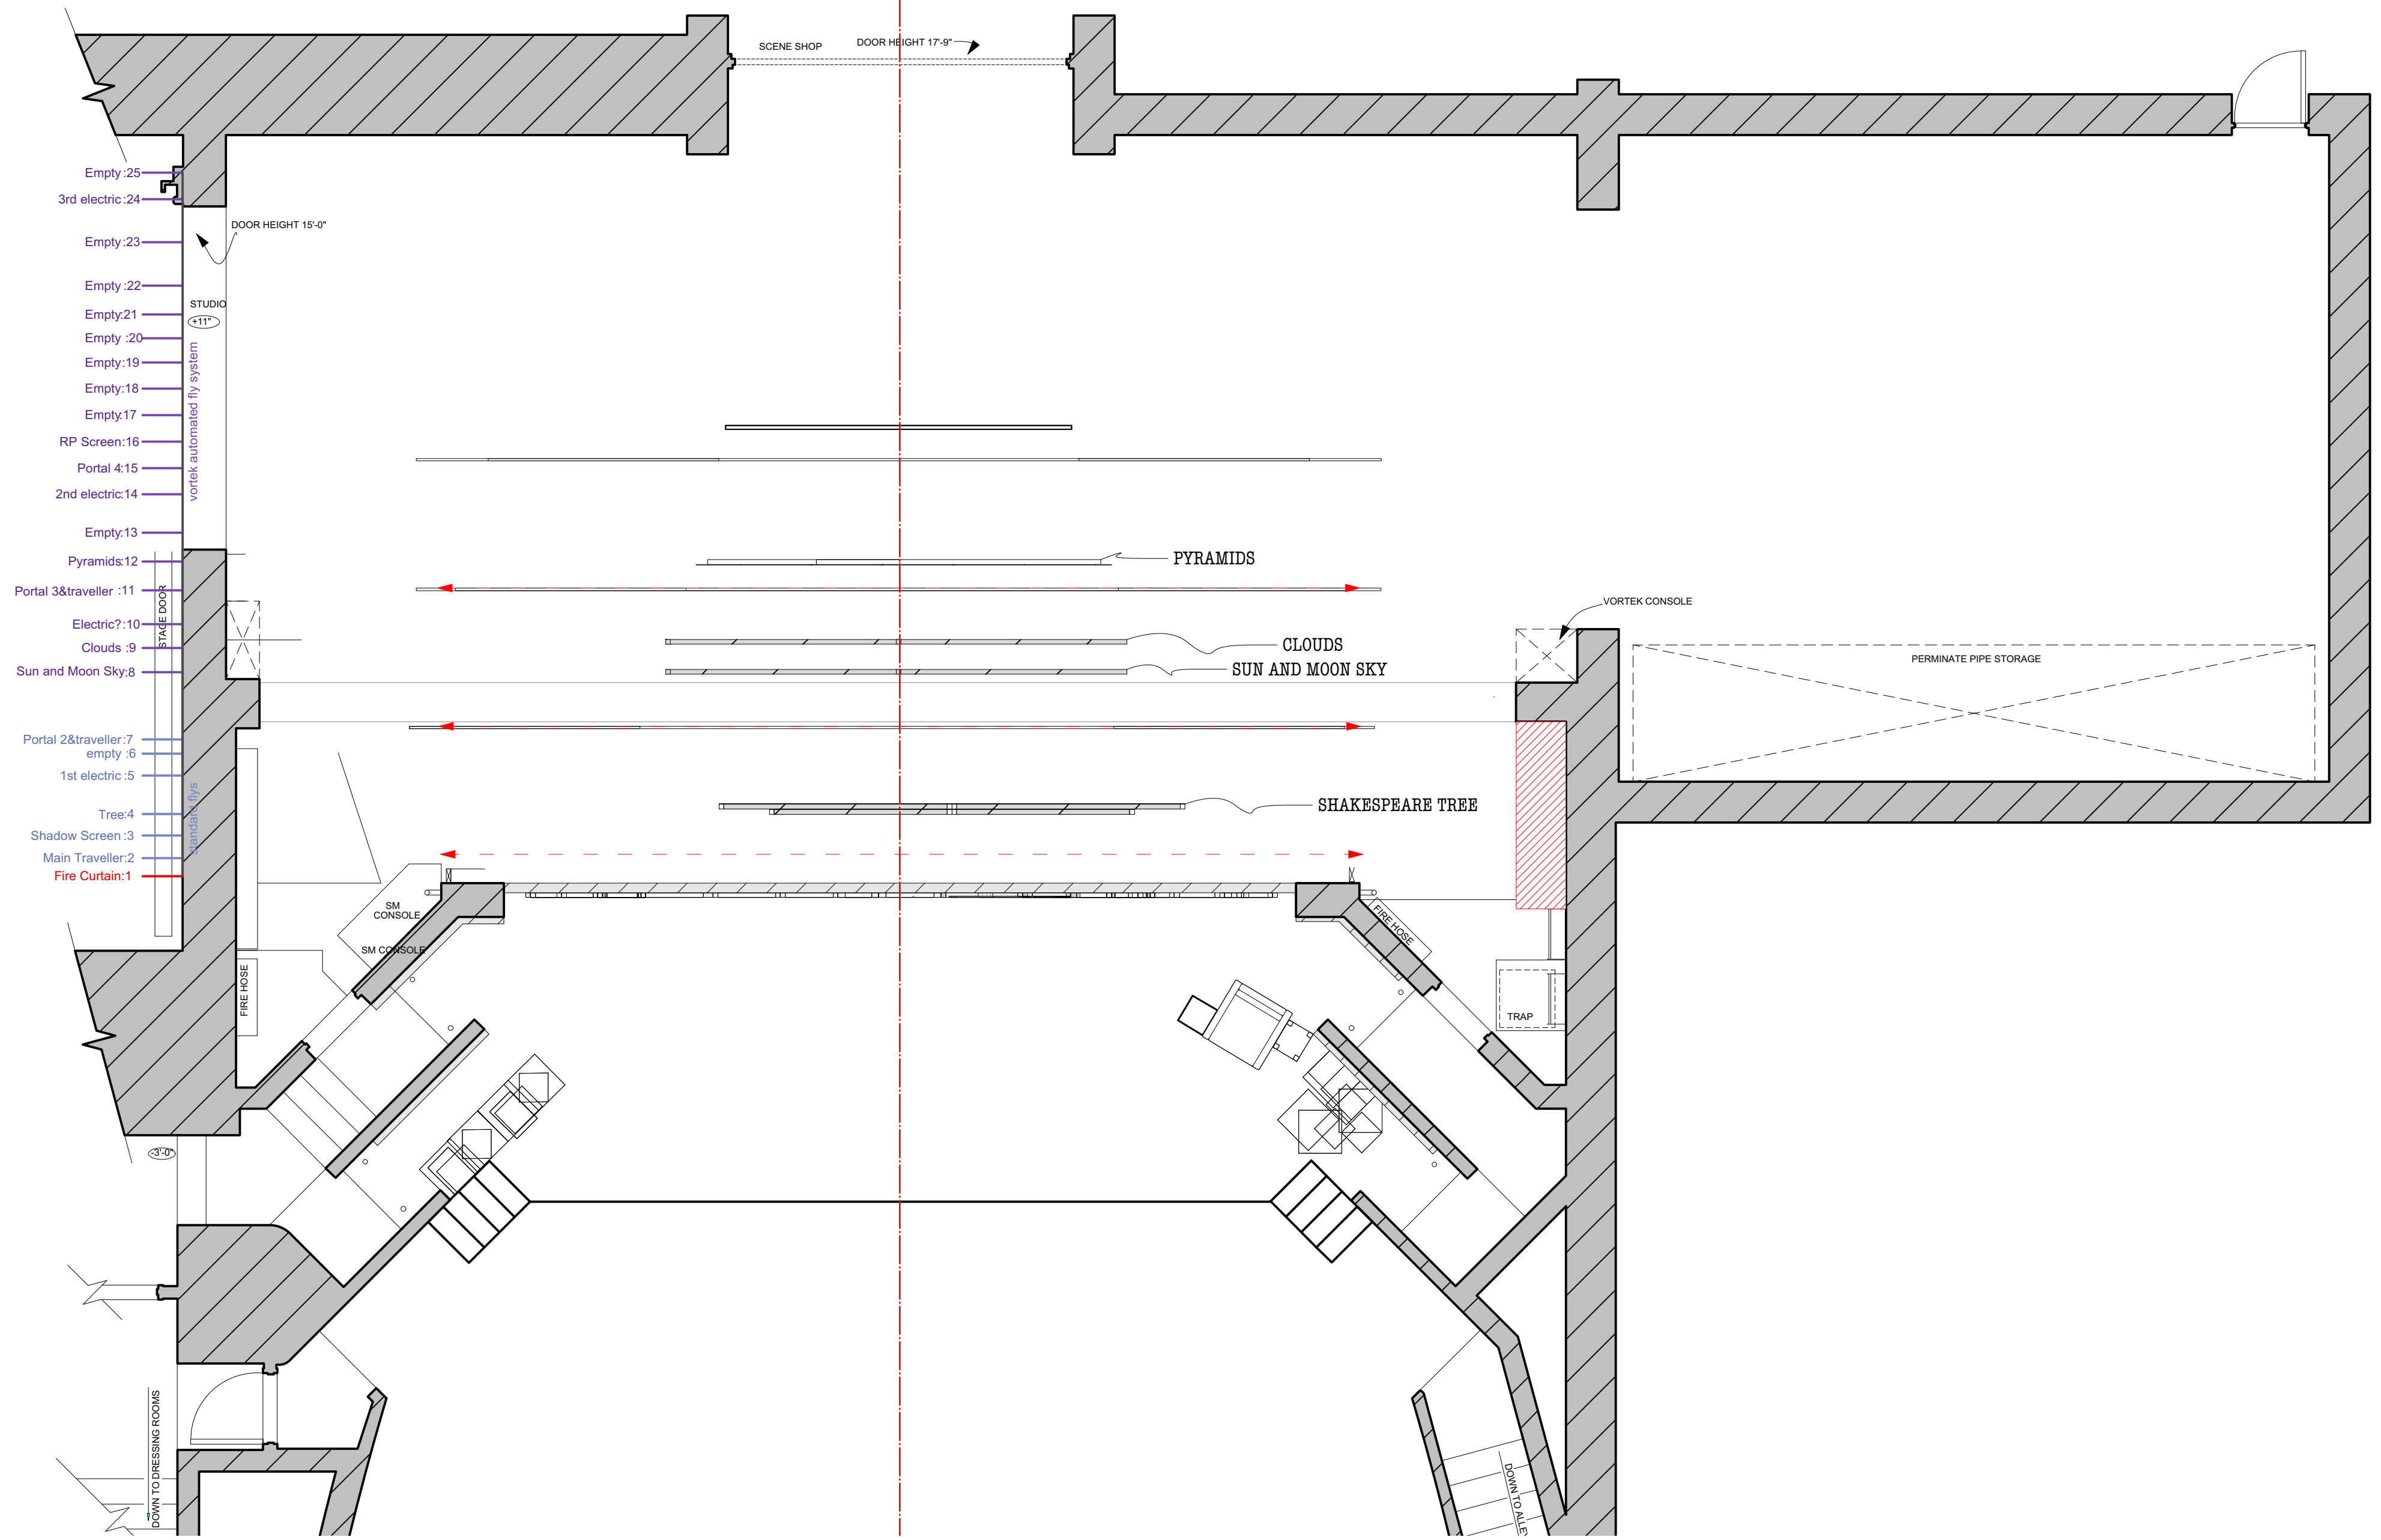 SCENE SHOP
DOOR HEIGHT 17'-9"
Empty:25
3rd electric:24
DOOR HEIGHT 15'-0"
Empty:23
Empty :22
STUDIO
+11"
Empty:21
Empty :20
Empty:19
Empty:18
Empty:17
vortek automated fly system
RP Screen:16
Portal 4:15
2nd electric:14
Empty:13
Pyramids:12
PYRAMIDS
Portal 3&traveller :11
STAGE DOOR
VORTEK CONSOLE
Electric?:10
Clouds :9
CLOUDS
PERMINATE PIPE STORAGE
Sun and Moon Sky:8
SUN AND MOON SKY
Portal 2&traveller:7
empty :6
1st electric :5
standard flys
Tree:4
SHAKESPEARE TREE
Shadow Screen :3
Main Traveller:2
Fire Curtain:1
SM
CONSOLE
SM CONSOLE
FIRE HOSE
FIRE HOSE
TRAP
-3'-0"
DOWN TO DRESSING ROOMS
DOWN TO ALLEY